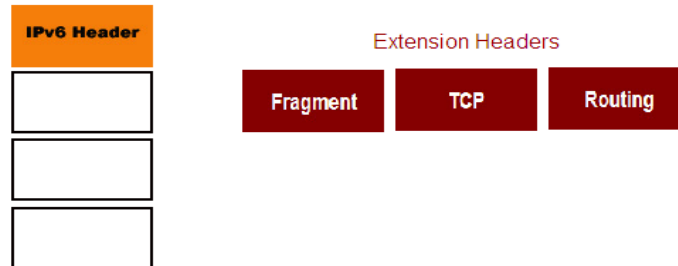 IPv6 Header
Extension Headers
Fragment
TCP
Routing